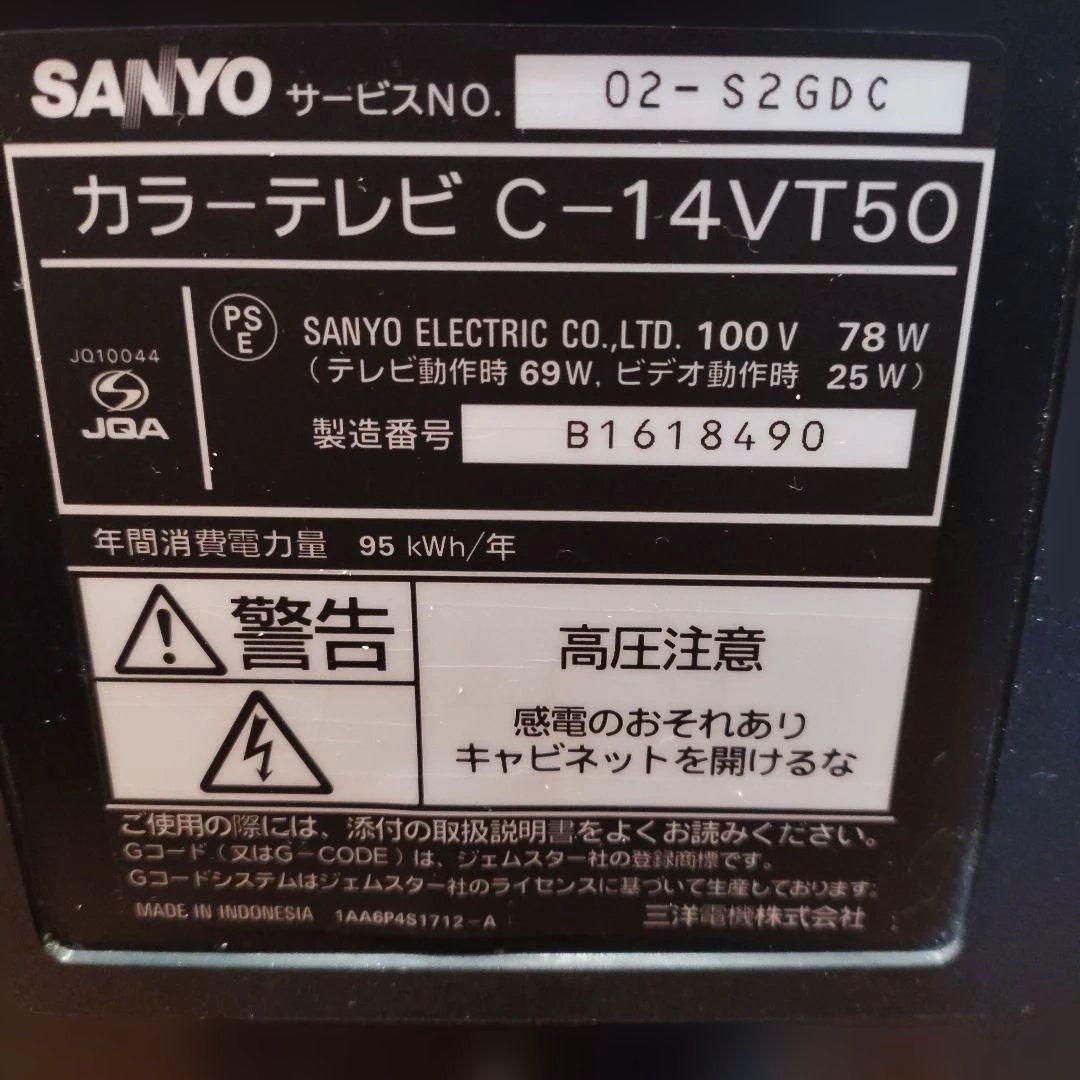 SANYO サービスNO. 02-S2GDC
カラーテレビ C-14VT50
PS
E
SANYO ELECTRIC CO.,LTD. 100V 78W
JQ10044
(テレビ動作時 69W, ビデオ動作時 25W)
JQA
製造番号 B1618490
年間消費電力量 95 kWh/年
警告
高圧注意
感電のおそれあり
キャビネットを開けるな
ご使用の際には、添付の取扱説明書をよくお読みください。
Gコード(又はG-CODE)は、ジェムスター社の登録商標です。
Gコードシステムはジェムスター社のライセンスに基づいて生産しております。
MADE IN INDONESIA 1AA6P4S1712-A 三洋電機株式会社